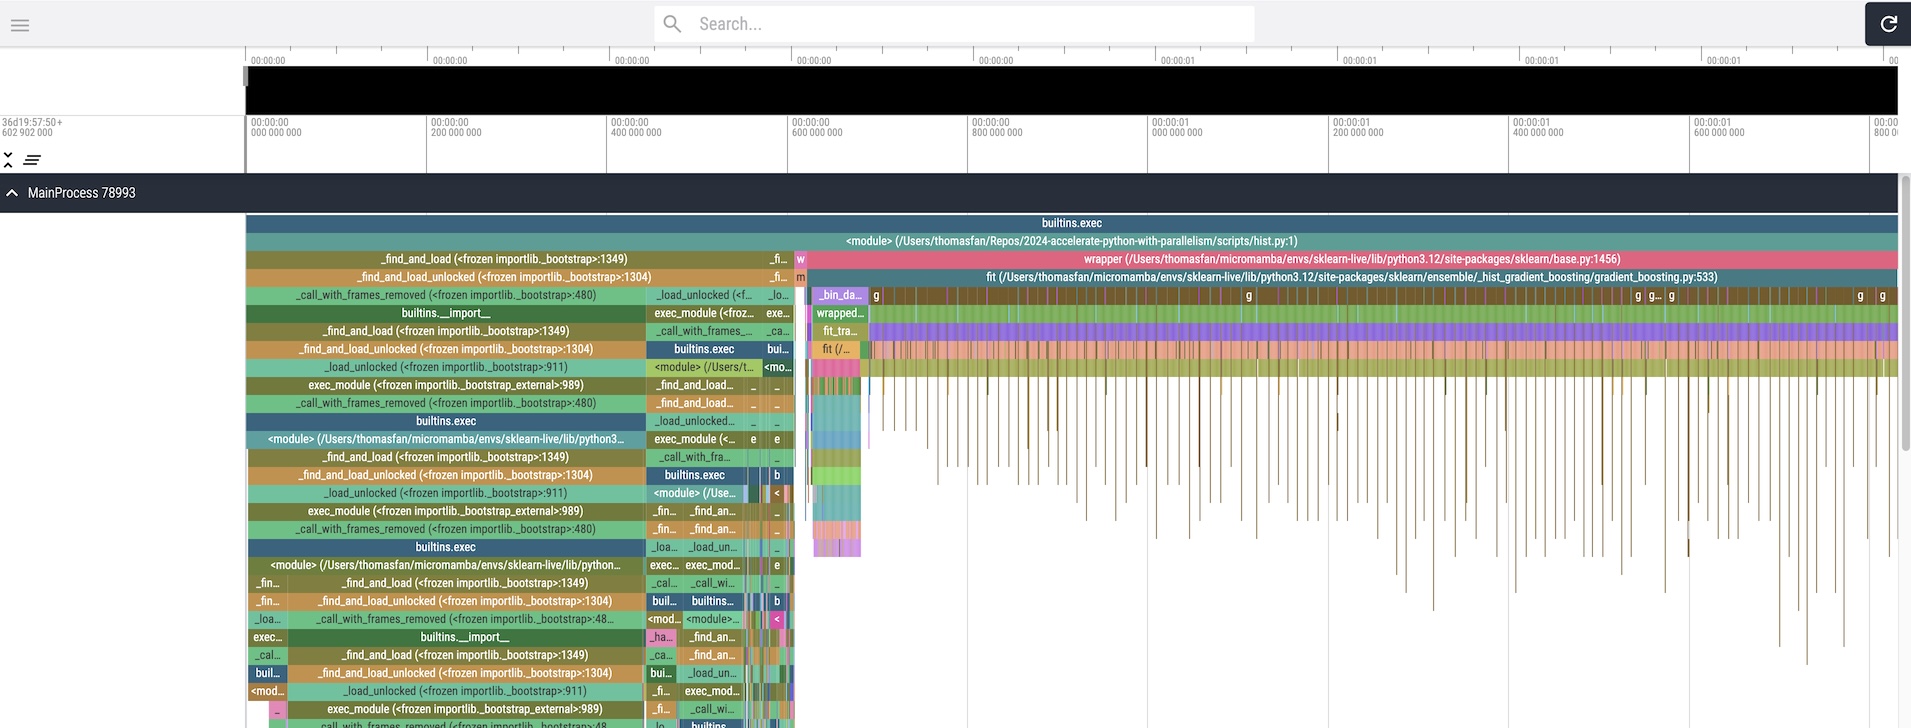 Search...
00:00:00 00:00:00 00:00:00 00:00:00 00:00:00 00:00:01 00:00:01 00:00:01 00:00:01 00
36d19:57:50 +
602 902 000
00:00:00 00:00:00 00:00:00 00:00:00 00:00:00 00:00:01 00:00:01 00:00:01 00:00:01 00:00:01
000 000 000 200 000 000 400 000 000 600 000 000 800 000 000 000 000 000 200 000 000 400 000 000 600 000 000 800 0
MainProcess 78993
builtins.exec
<module> (/Users/thomasfan/Repos/2024-accelerate-python-with-parallelism/scripts/hist.py:1)
_find_and_load (<frozen importlib._bootstrap>:1349) _fi... w wrapper (/Users/thomasfan/micromamba/envs/sklearn-live/lib/python3.12/site-packages/sklearn/base.py:1456)
_find_and_load_unlocked (<frozen importlib._bootstrap>:1304) _fi... m fit (/Users/thomasfan/micromamba/envs/sklearn-live/lib/python3.12/site-packages/sklearn/ensemble/_hist_gradient_boosting/gradient_boosting.py:533)
_call_with_frames_removed (<frozen importlib._bootstrap>:480) _load_unlocked (<f... _lo... _bin_da... g g g g... g g g
builtins.__import__ exec_module (<froz... exe... wrapped...
_find_and_load (<frozen importlib._bootstrap>:1349) _call_with_frames_... _ca... fit_tra...
_find_and_load_unlocked (<frozen importlib._bootstrap>:1304) builtins.exec bui... fit (/...
_load_unlocked (<frozen importlib._bootstrap>:911) <module> (/Users/t... <mo...
exec_module (<frozen importlib._bootstrap_external>:989) _find_and_load... _ _
_call_with_frames_removed (<frozen importlib._bootstrap>:480) _find_and_load... _ _
builtins.exec _load_unlocked... _ _
<module> (/Users/thomasfan/micromamba/envs/sklearn-live/lib/python3... exec_module (<... e e
_find_and_load (<frozen importlib._bootstrap>:1349) _call_with_fra... _
_find_and_load_unlocked (<frozen importlib._bootstrap>:1304) builtins.exec b
_load_unlocked (<frozen importlib._bootstrap>:911) <module> (/Use... <
exec_module (<frozen importlib._bootstrap_external>:989) _fin... _find_an... _
_call_with_frames_removed (<frozen importlib._bootstrap>:480) _fin... _find_an... _
builtins.exec _loa... _load_un... _
<module> (/Users/thomasfan/micromamba/envs/sklearn-live/lib/python... exec... exec_mod... e
_fin... _find_and_load (<frozen importlib._bootstrap>:1349) _cal... _call_wi... _
_fin... _find_and_load_unlocked (<frozen importlib._bootstrap>:1304) buil... builtins... b
_loa... _call_with_frames_removed (<frozen importlib._bootstrap>:48... <mod... <module>... <
exec... builtins.__import__ _ha... _find_an...
_cal... _find_and_load (<frozen importlib._bootstrap>:1349) _ca... _find_an...
buil... _find_and_load_unlocked (<frozen importlib._bootstrap>:1304) bui... _load_un...
<mod... _load_unlocked (<frozen importlib._bootstrap>:911) _fi... exec_mod...
_ exec_module (<frozen importlib._bootstrap_external>:989) _fi... _call_wi...
_call_with_frames_removed (<frozen importlib._bootstrap>:48... _lo... builtins...